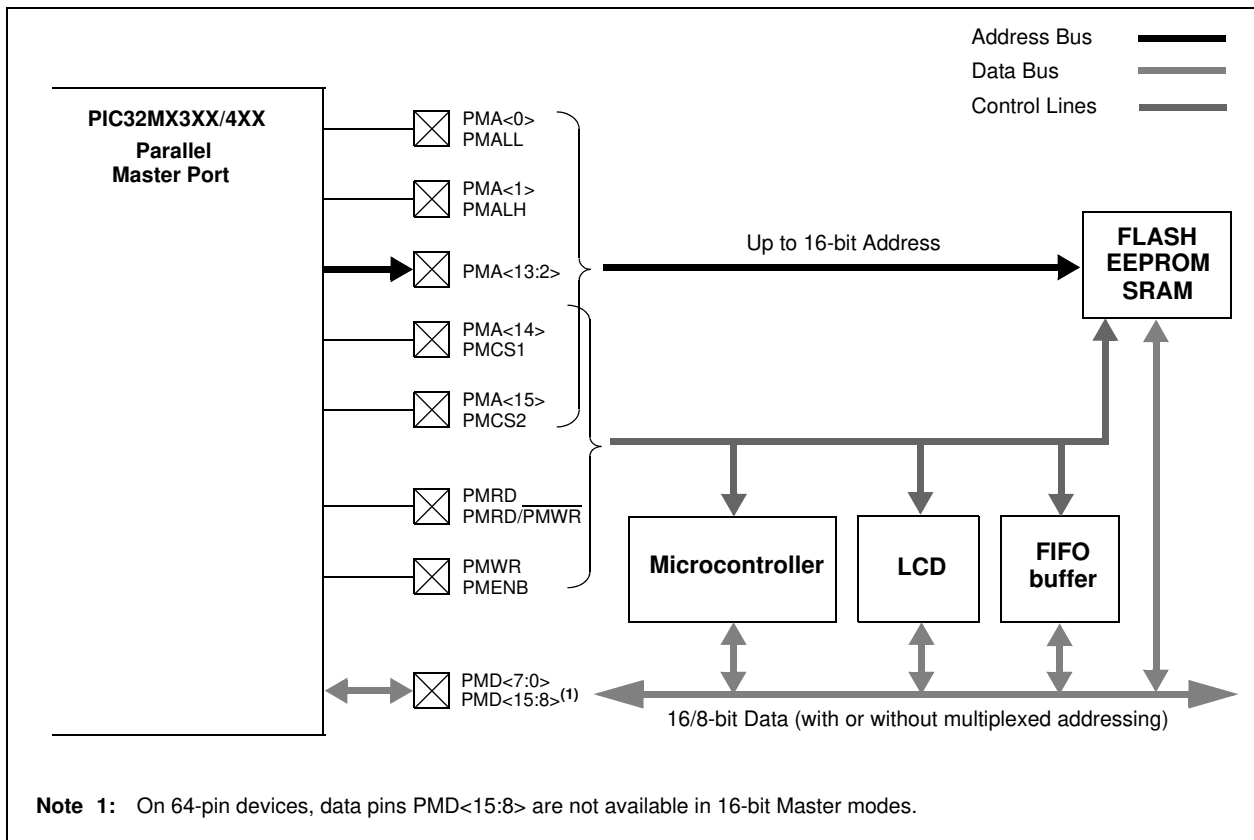 Address Bus
Data Bus
Control Lines
PIC32MX3XX/4XX
Parallel
Master Port
PMA<0>
PMALL
PMA<1>
PMALH
PMA<13:2>
PMA<14>
PMCS1
PMA<15>
PMCS2
PMRD
PMRD/PMWR
PMWR
PMENB
PMD<7:0>
PMD<15:8>(1)
Up to 16-bit Address
FLASH
EEPROM
SRAM
Microcontroller
LCD
FIFO
buffer
16/8-bit Data (with or without multiplexed addressing)
Note 1: On 64-pin devices, data pins PMD<15:8> are not available in 16-bit Master modes.